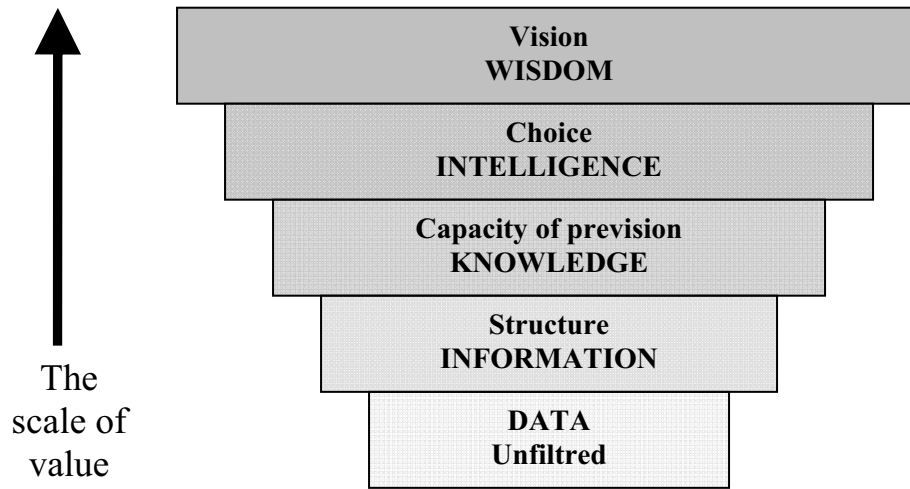 Vision
WISDOM
Choice
INTELLIGENCE
Capacity of prevision
KNOWLEDGE
Structure
INFORMATION
DATA
Unfiltred
The
scale of
value